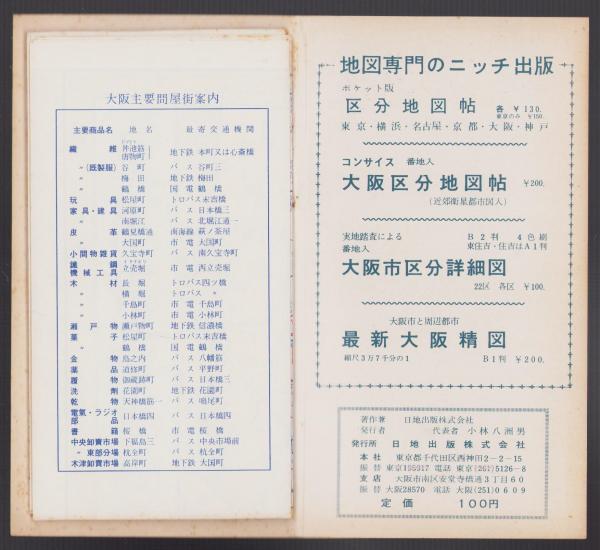 大阪主要問屋街案内
主要商品名 地名 最寄交通機関
繊維 丼池筋 唐物町 地下鉄 本町又は心斎橋
〃(既製服) 谷町 バス 谷町三
〃 梅田 地下鉄 梅田
〃 鶴橋 国電 鶴橋
玩具 松屋町 トロバス 末吉橋
家具・建具 河原町 バス 日本橋三
〃 南堀江 バス 北堀江通一
皮革 鶴見橋通 南海線 萩ノ茶屋
〃 大国町 市電 大国町
小間物雑貨 久宝寺町 バス 南久宝寺町
鉄鋼
機械工具 立売堀 市電 西立売堀
木材 長堀 トロバス 四ツ橋
〃 横堀 トロバス 〃
〃 千島町 市電 千島町
〃 小林町 市電 小林町
瀬戸物 瀬戸物町 地下鉄 信濃橋
菓子 松屋町 トロバス 末吉橋
〃 鶴橋 国電 鶴橋
金物 島之内 バス 八幡筋
薬品 道修町 バス 平野町
履物 御蔵跡町 バス 日本橋三
洗剤 花園町 地下鉄 花園町
乾物 天神橋筋一 バス 鳴尾町
電気・ラジオ
部品 日本橋四 バス 日本橋四
書籍 桜橋 市電 桜橋
中央卸売市場 下福島三 バス 中央市場前
〃東部分場 杭全町 バス 杭全町
木津卸売市場 高岸町 地下鉄 大国町
地図専門のニッチ出版
ポケット版
区分地図帖 各 ¥130.
東京のみ ¥150.
東京・横浜・名古屋・京都・大阪・神戸
コンサイス 番地入
大阪区分地図帖 ¥200.
(近郊衛星都市図入)
実地踏査による B2判 4色刷
番地入 東住吉・住吉はA1判
大阪市区分詳細図
22区 各区 ¥100.
大阪市と周辺都市
最新大阪精図
縮尺3万7千分の1 B1判 ¥200.
著作兼 日地出版株式会社
発行者 代表者 小林八洲男
発行所 日地出版株式会社
本社 東京都千代田区西神田2-2-15
振替 東京195917 電話 東京(261)5126-8
支店 大阪市南区安堂寺橋通3丁目60
振替 大阪28570 電話 大阪(251)0609
定価 100円